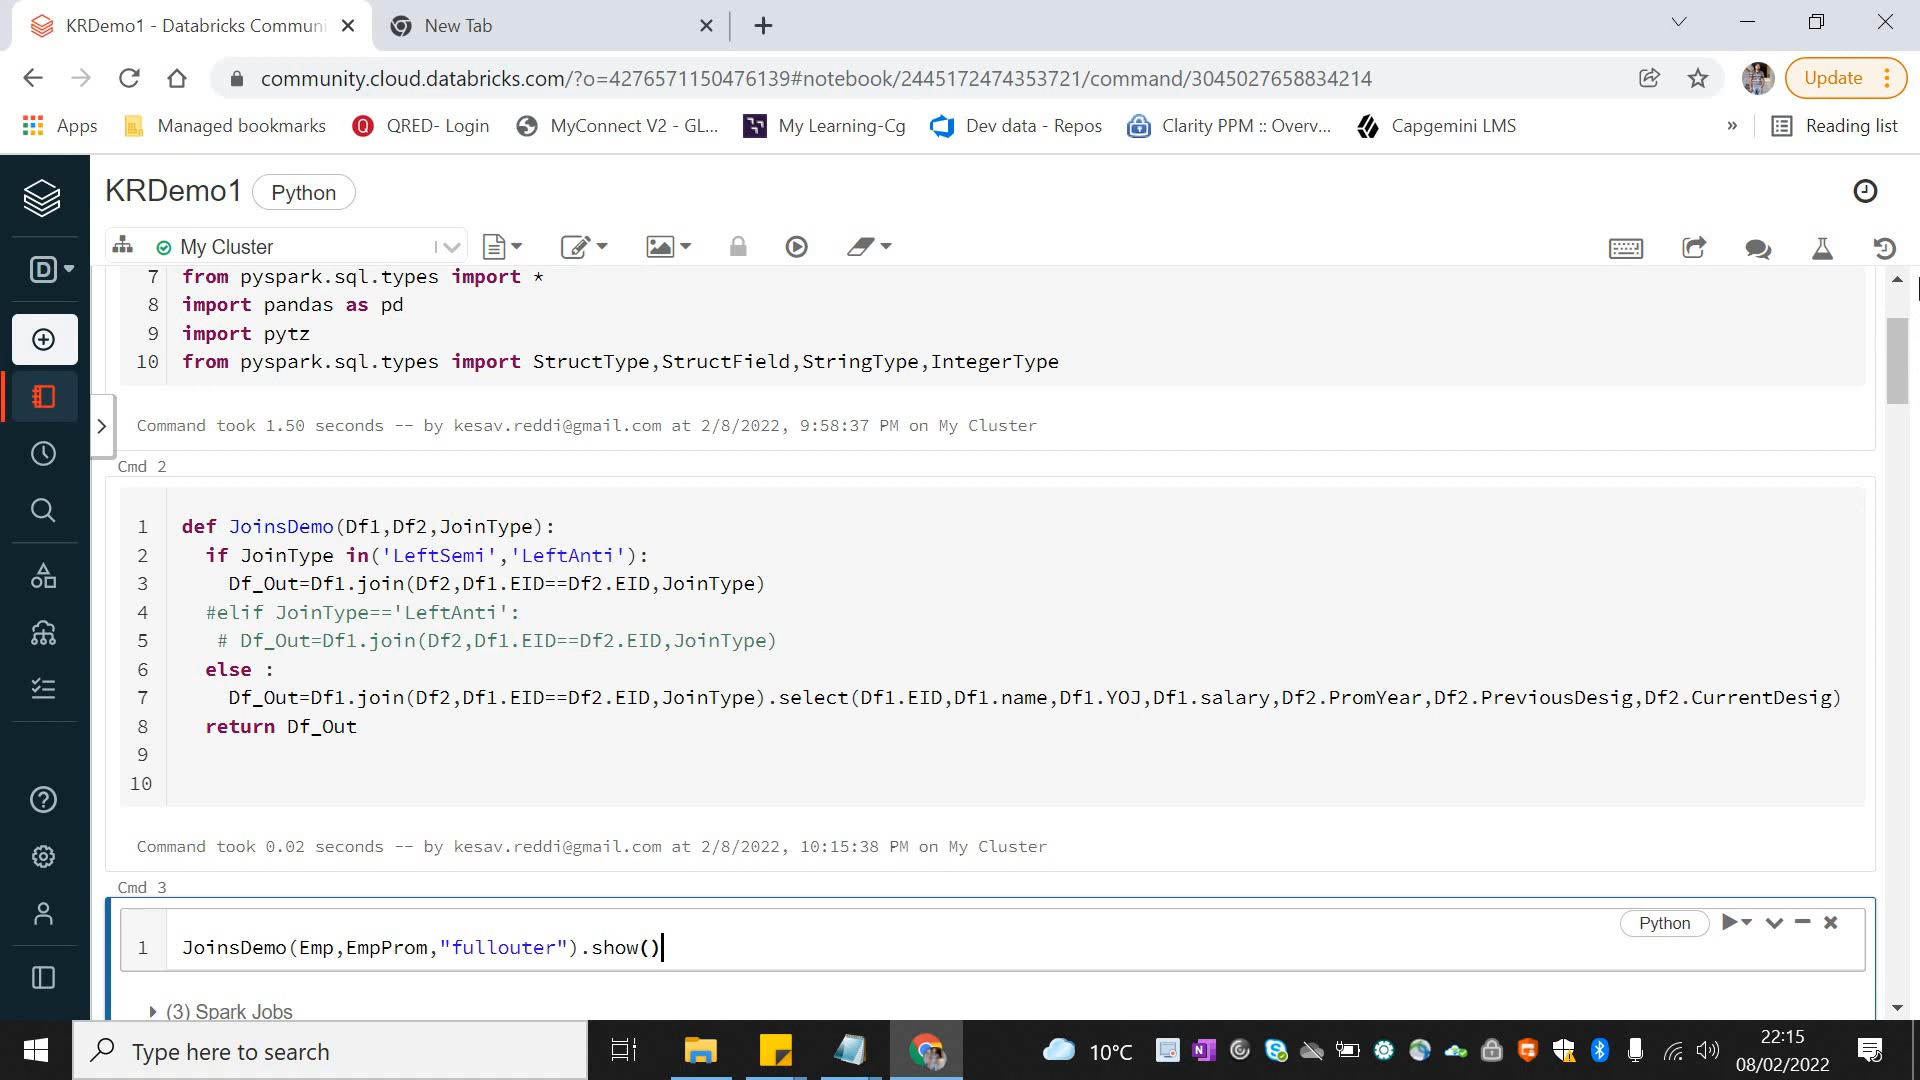 KRDemo1 - Databricks Communi
New Tab
community.cloud.databricks.com/?o=4276571150476139#notebook/2445172474353721/command/3045027658834214
Update
Apps
Managed bookmarks
QRED- Login
MyConnect V2 - GL...
My Learning-Cg
Dev data - Repos
Clarity PPM :: Overv...
Capgemini LMS
»
Reading list
KRDemo1
Python
D
My Cluster
7 from pyspark.sql.types import *
8 import pandas as pd
9 import pytz
10 from pyspark.sql.types import StructType,StructField,StringType,IntegerType
Command took 1.50 seconds -- by kesav.reddi@gmail.com at 2/8/2022, 9:58:37 PM on My Cluster
Cmd 2
1 def JoinsDemo(Df1,Df2,JoinType):
2 if JoinType in('LeftSemi','LeftAnti'):
3 Df_Out=Df1.join(Df2,Df1.EID==Df2.EID,JoinType)
4 #elif JoinType=='LeftAnti':
5 # Df_Out=Df1.join(Df2,Df1.EID==Df2.EID,JoinType)
6 else :
7 Df_Out=Df1.join(Df2,Df1.EID==Df2.EID,JoinType).select(Df1.EID,Df1.name,Df1.YOJ,Df1.salary,Df2.PromYear,Df2.PreviousDesig,Df2.CurrentDesig)
8 return Df_Out
9
10
Command took 0.02 seconds -- by kesav.reddi@gmail.com at 2/8/2022, 10:15:38 PM on My Cluster
Cmd 3
Python
1 JoinsDemo(Emp,EmpProm,"fullouter").show()
(3) Spark Jobs
Type here to search
10°C
22:15
08/02/2022